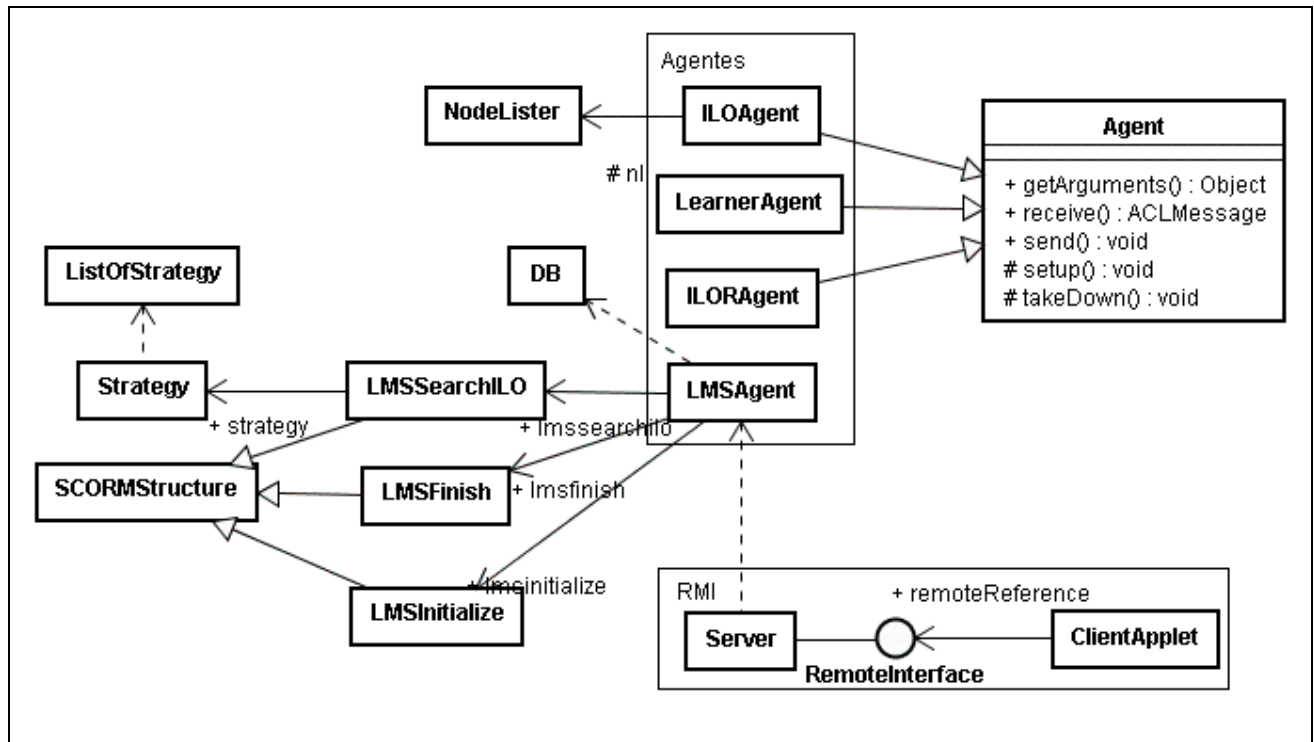 Agentes
NodeLister
ILOAgent
Agent
# nl
+ getArguments() : Object
+ receive() : ACLMessage
+ send() : void
# setup() : void
# takeDown() : void
LearnerAgent
ListOfStrategy
DB
ILORAgent
Strategy
LMSSearchILO
LMSAgent
+ strategy
+ lmssearchilo
SCORMStructure
LMSFinish
+ lmsfinish
+ lmsinitialize
LMSInitialize
RMI
+ remoteReference
Server
ClientApplet
RemoteInterface